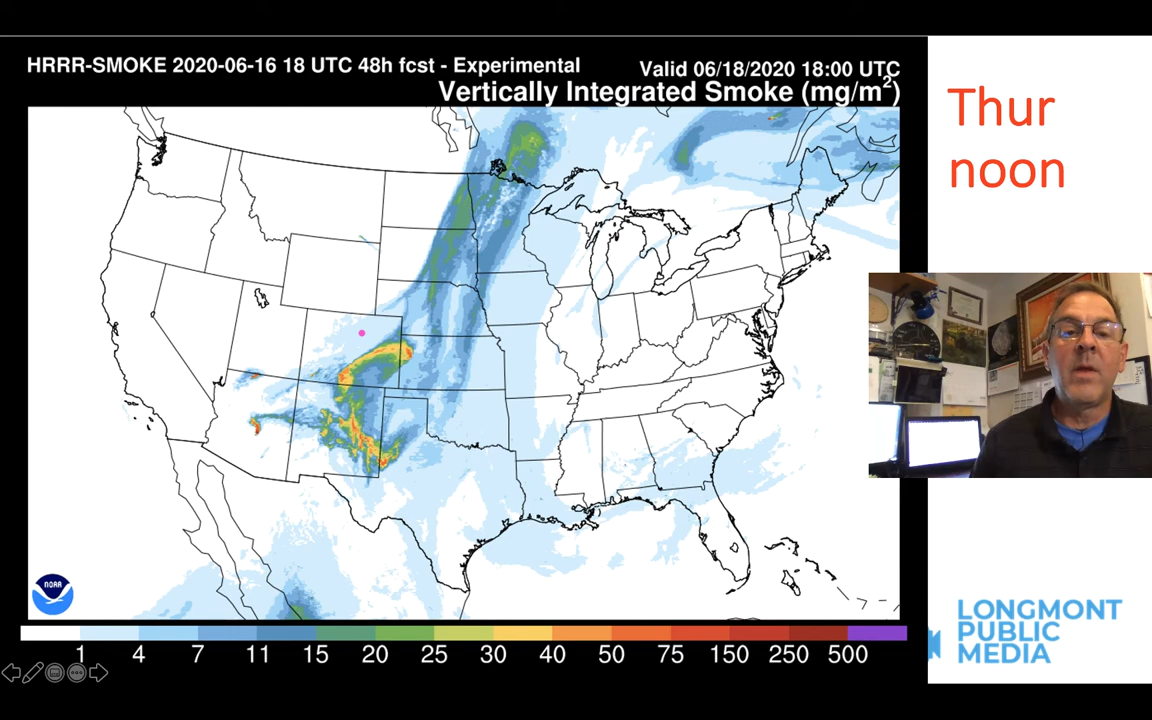 HRRR-SMOKE 2020-06-16 18 UTC 48h fcst - Experimental
Valid 06/18/2020 18:00 UTC
Vertically Integrated Smoke (mg/m²)
Thur
noon
NOAA
1 4 7 11 15 20 25 30 40 50 75 150 250 500
LONGMONT
PUBLIC
MEDIA